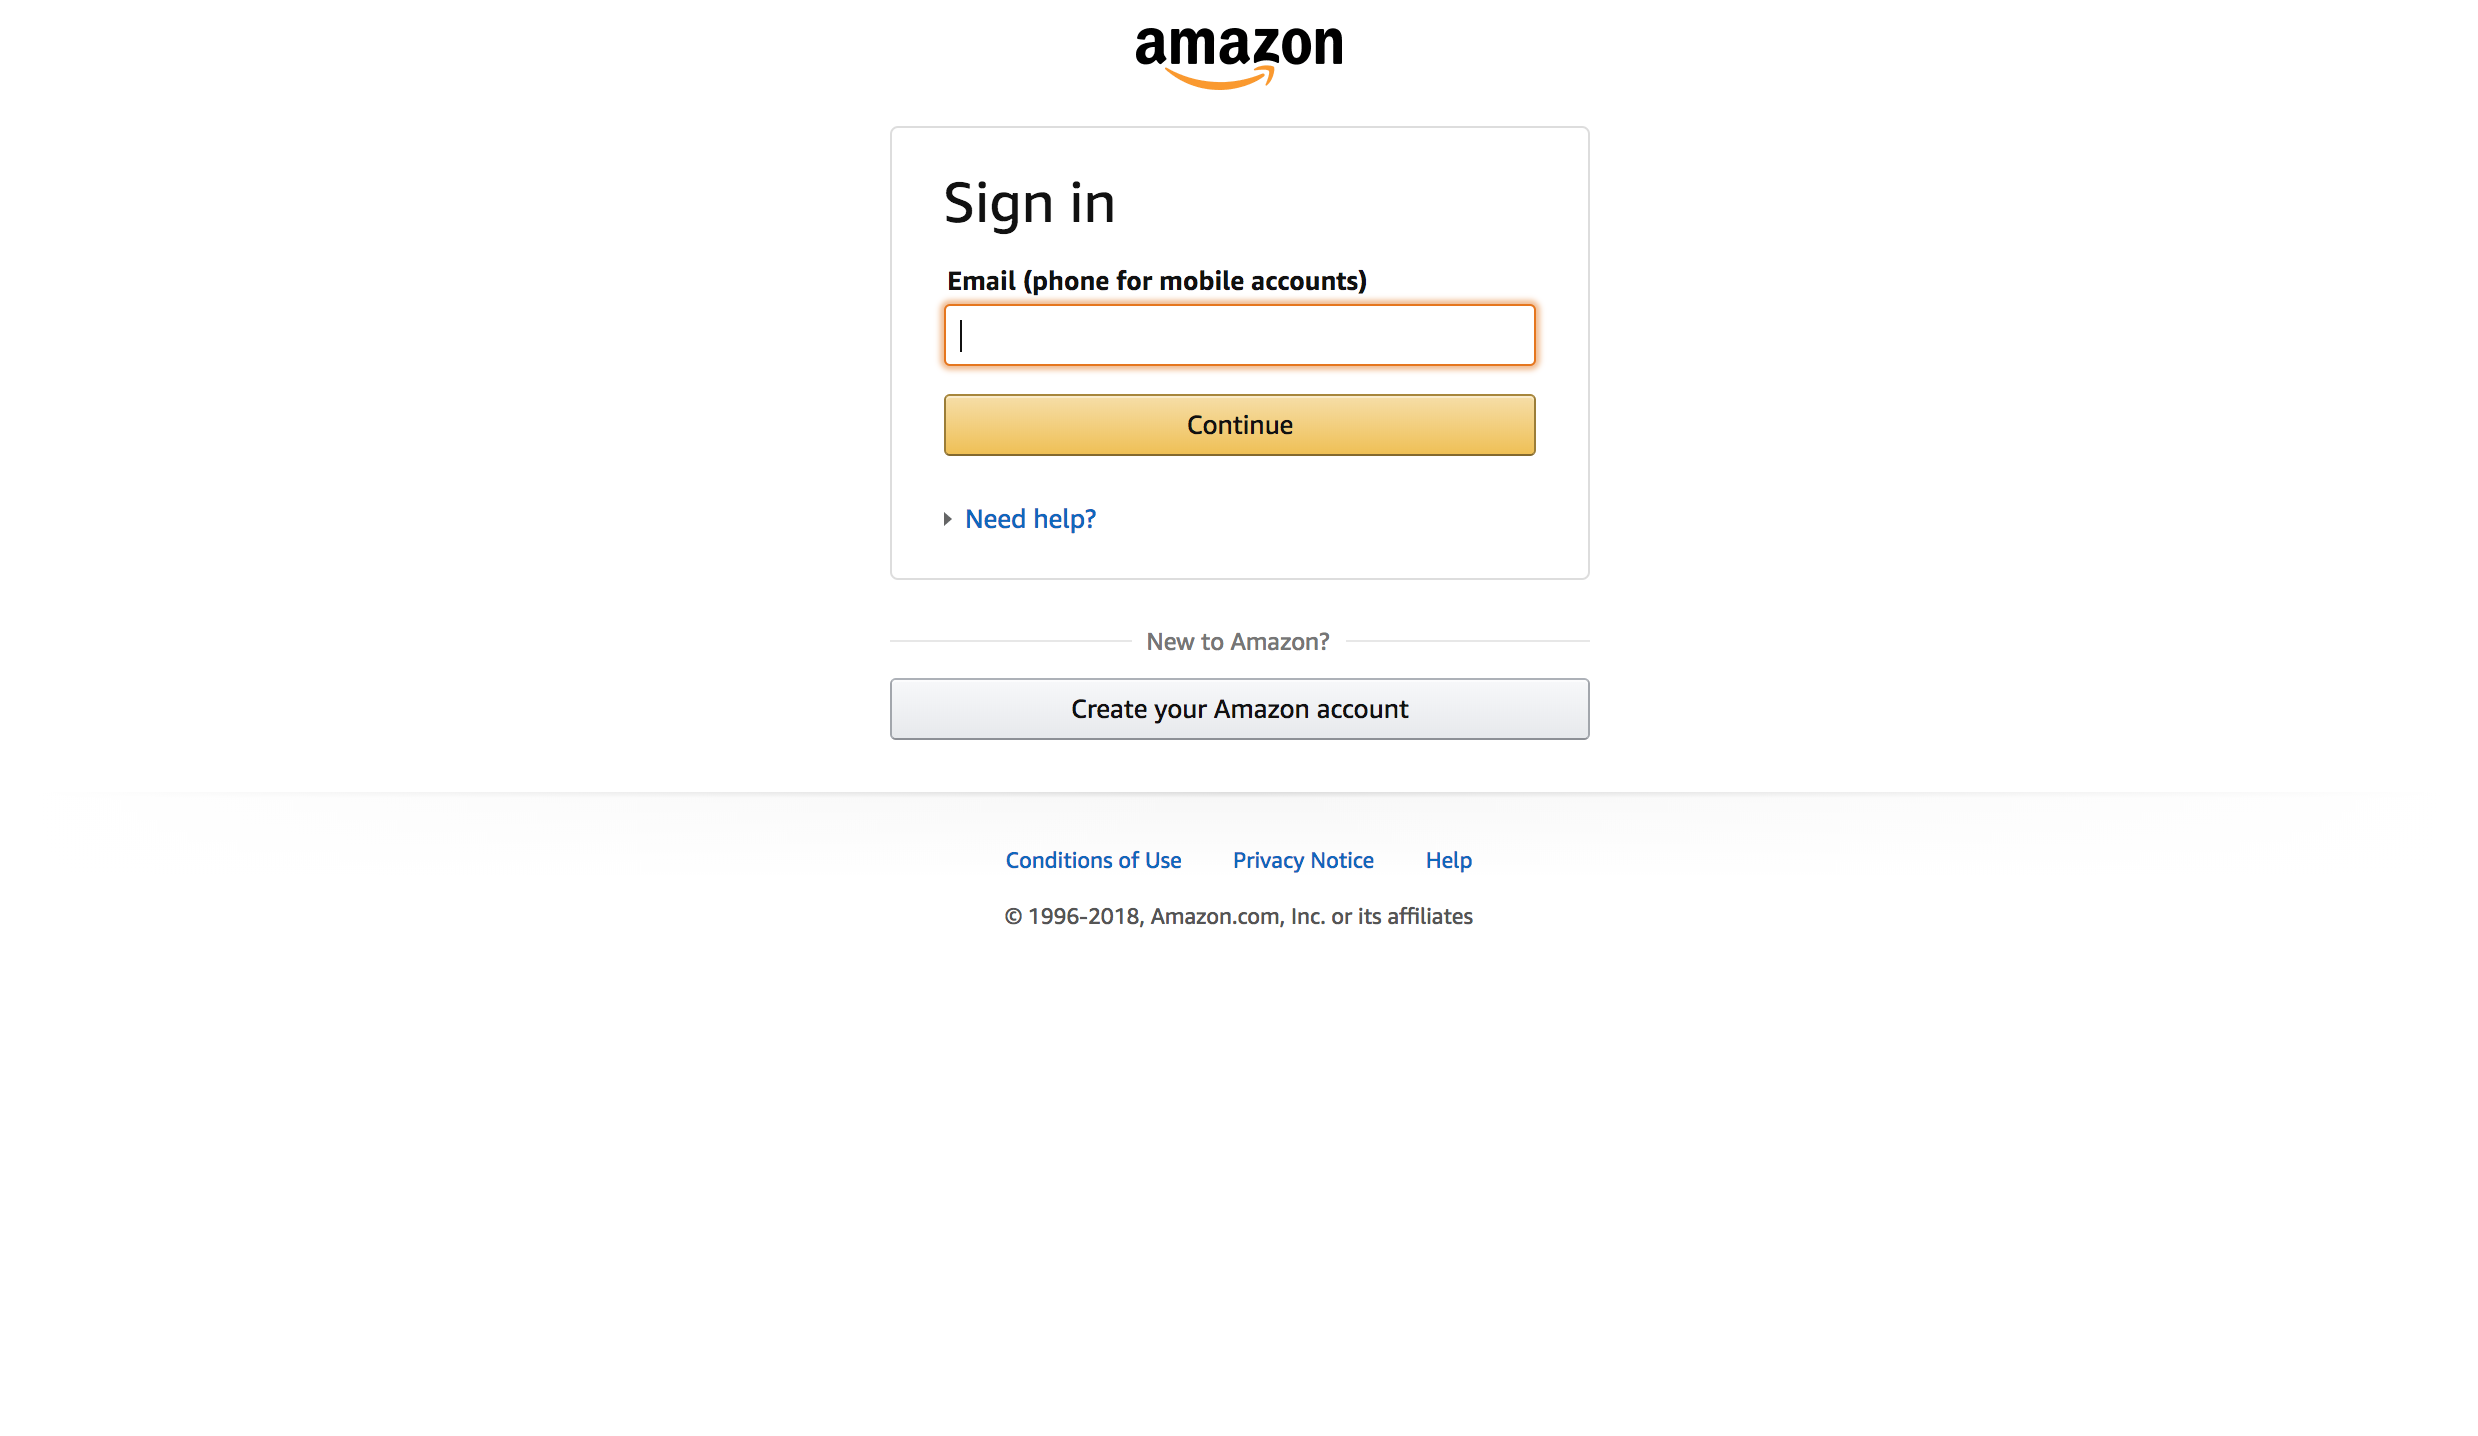 amazon
Sign in
Email (phone for mobile accounts)
Continue
Need help?
New to Amazon?
Create your Amazon account
Conditions of Use Privacy Notice Help
© 1996-2018, Amazon.com, Inc. or its affiliates